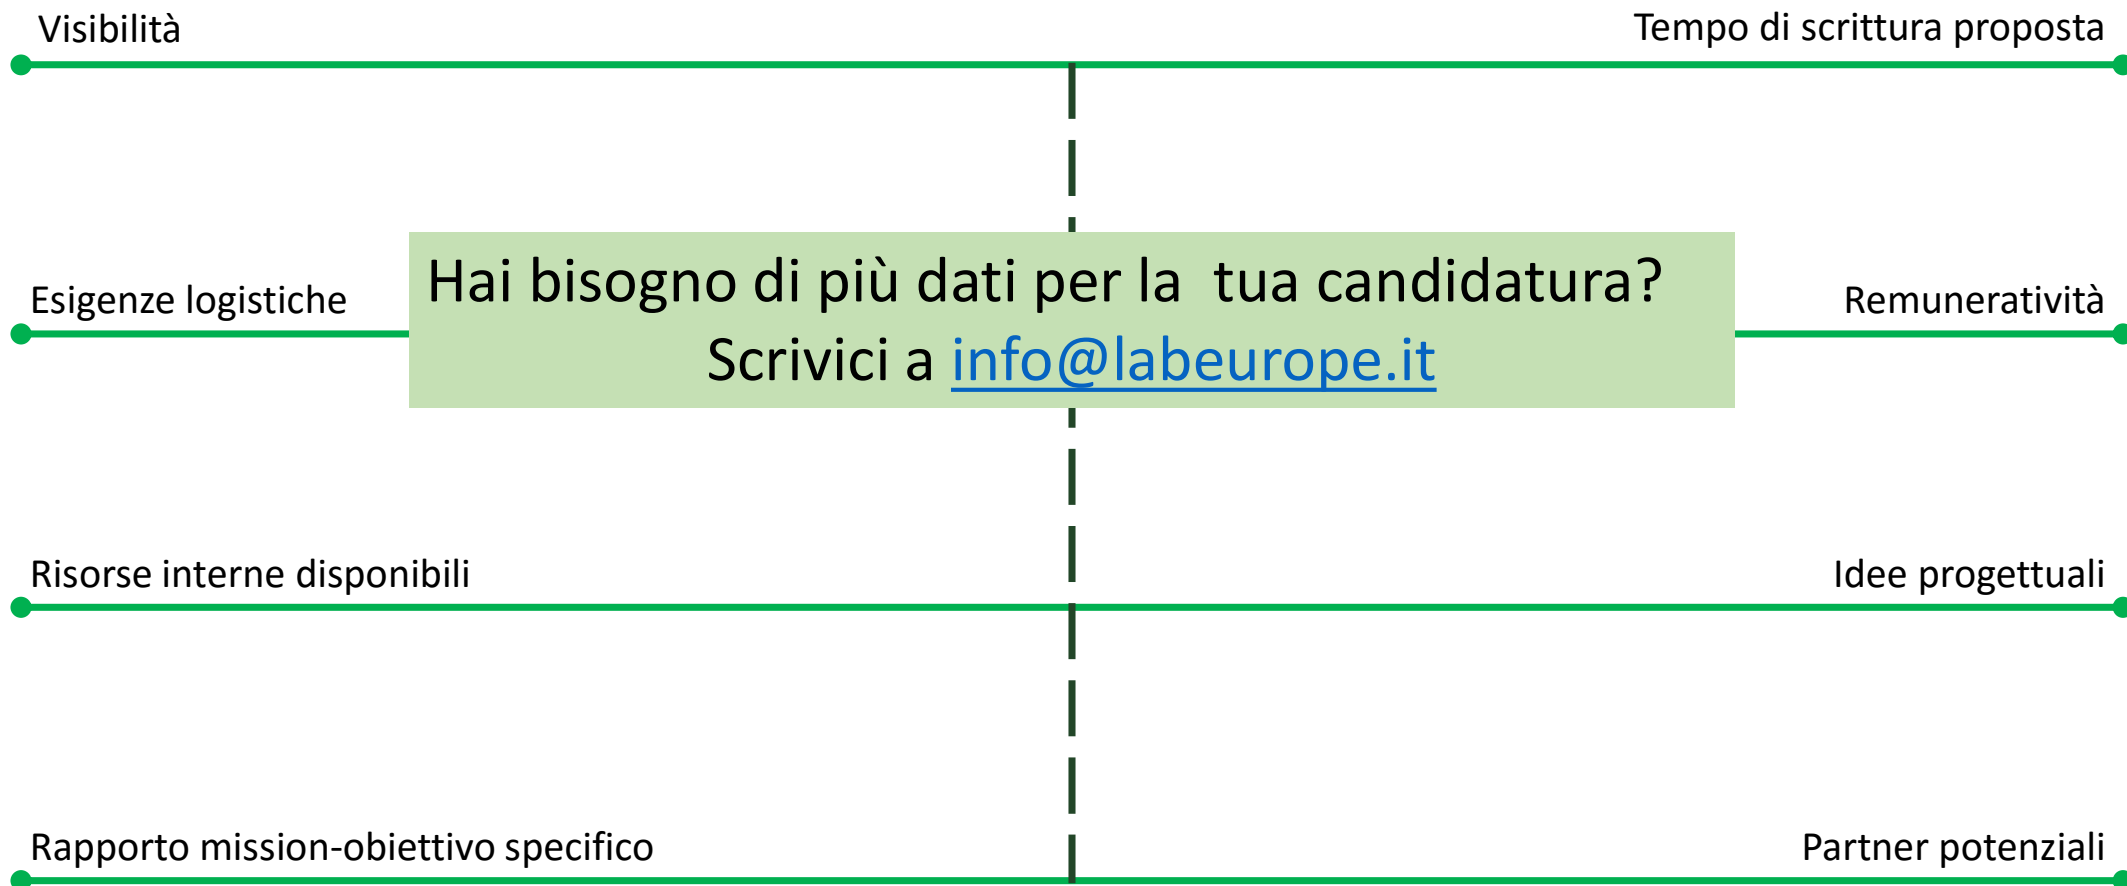 Visibilità
Tempo di scrittura proposta
Hai bisogno di più dati per la tua candidatura?
Scrivici a info@labeurope.it
Esigenze logistiche
Remuneratività
Risorse interne disponibili
Idee progettuali
Rapporto mission-obiettivo specifico
Partner potenziali